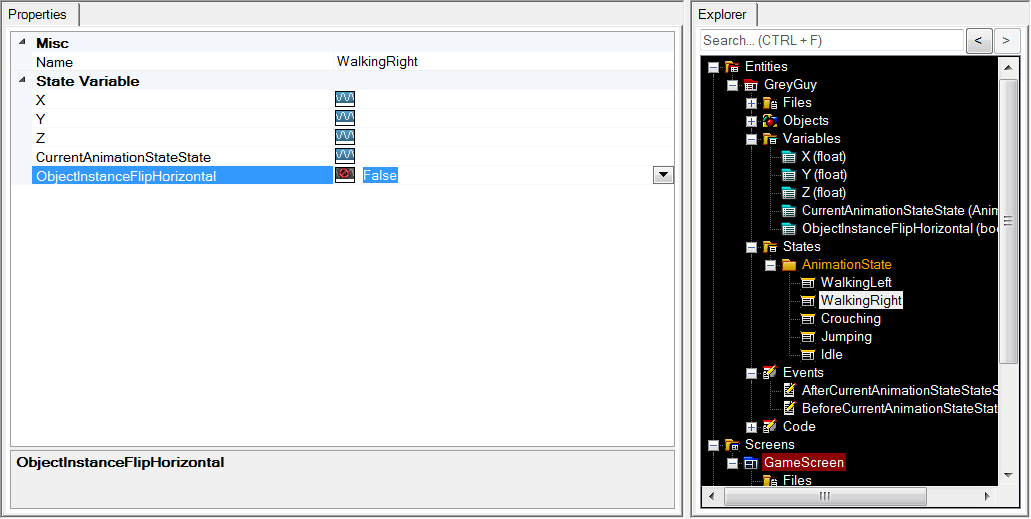 Properties
Misc
Name WalkingRight
State Variable
X
Y
Z
CurrentAnimationStateState
ObjectInstanceFlipHorizontal False
ObjectInstanceFlipHorizontal
Explorer
Search... (CTRL + F) < >
Entities
GreyGuy
Files
Objects
Variables
X (float)
Y (float)
Z (float)
CurrentAnimationStateState (Anim
ObjectInstanceFlipHorizontal (boo
States
AnimationState
WalkingLeft
WalkingRight
Crouching
Jumping
Idle
Events
AfterCurrentAnimationStateStateS
BeforeCurrentAnimationStateStat
Code
Screens
GameScreen
Files